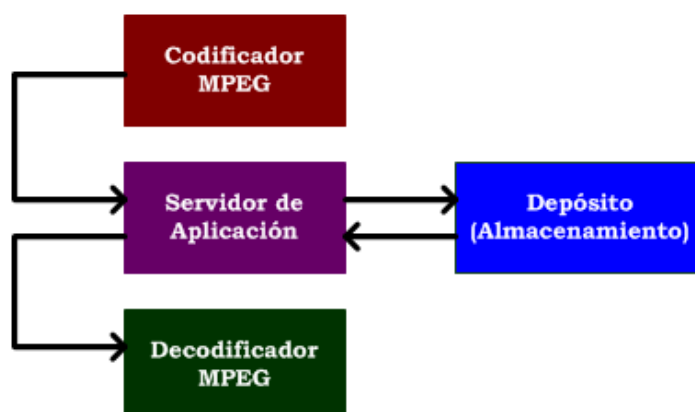 Codificador
MPEG
Servidor de
Aplicación
Depósito
(Almacenamiento)
Decodificador
MPEG